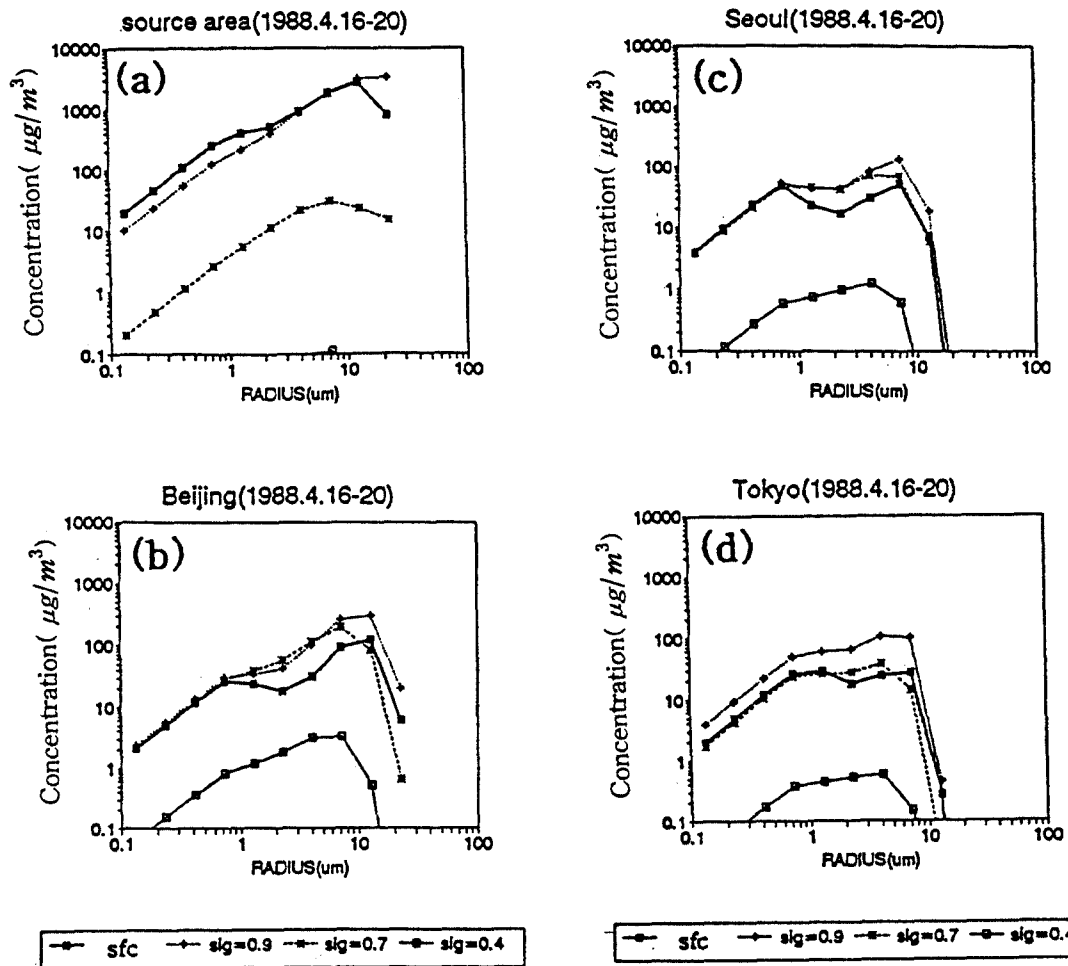 source area(1988.4.16-20)
(a)
Concentration( μg/m³)
10000
1000
100
10
1
0.1
0.1 1 10 100
RADIUS(um)
Seoul(1988.4.16-20)
(c)
Concentration( μg/m³)
10000
1000
100
10
1
0.1
0.1 1 10 100
RADIUS(um)
Beijing(1988.4.16-20)
(b)
Concentration( μg/m³)
10000
1000
100
10
1
0.1
0.1 1 10 100
RADIUS(um)
Tokyo(1988.4.16-20)
(d)
Concentration( μg/m³)
10000
1000
100
10
1
0.1
0.1 1 10 100
RADIUS(um)
sfc sig=0.9 sig=0.7 sig=0.4
sfc sig=0.9 sig=0.7 sig=0.4